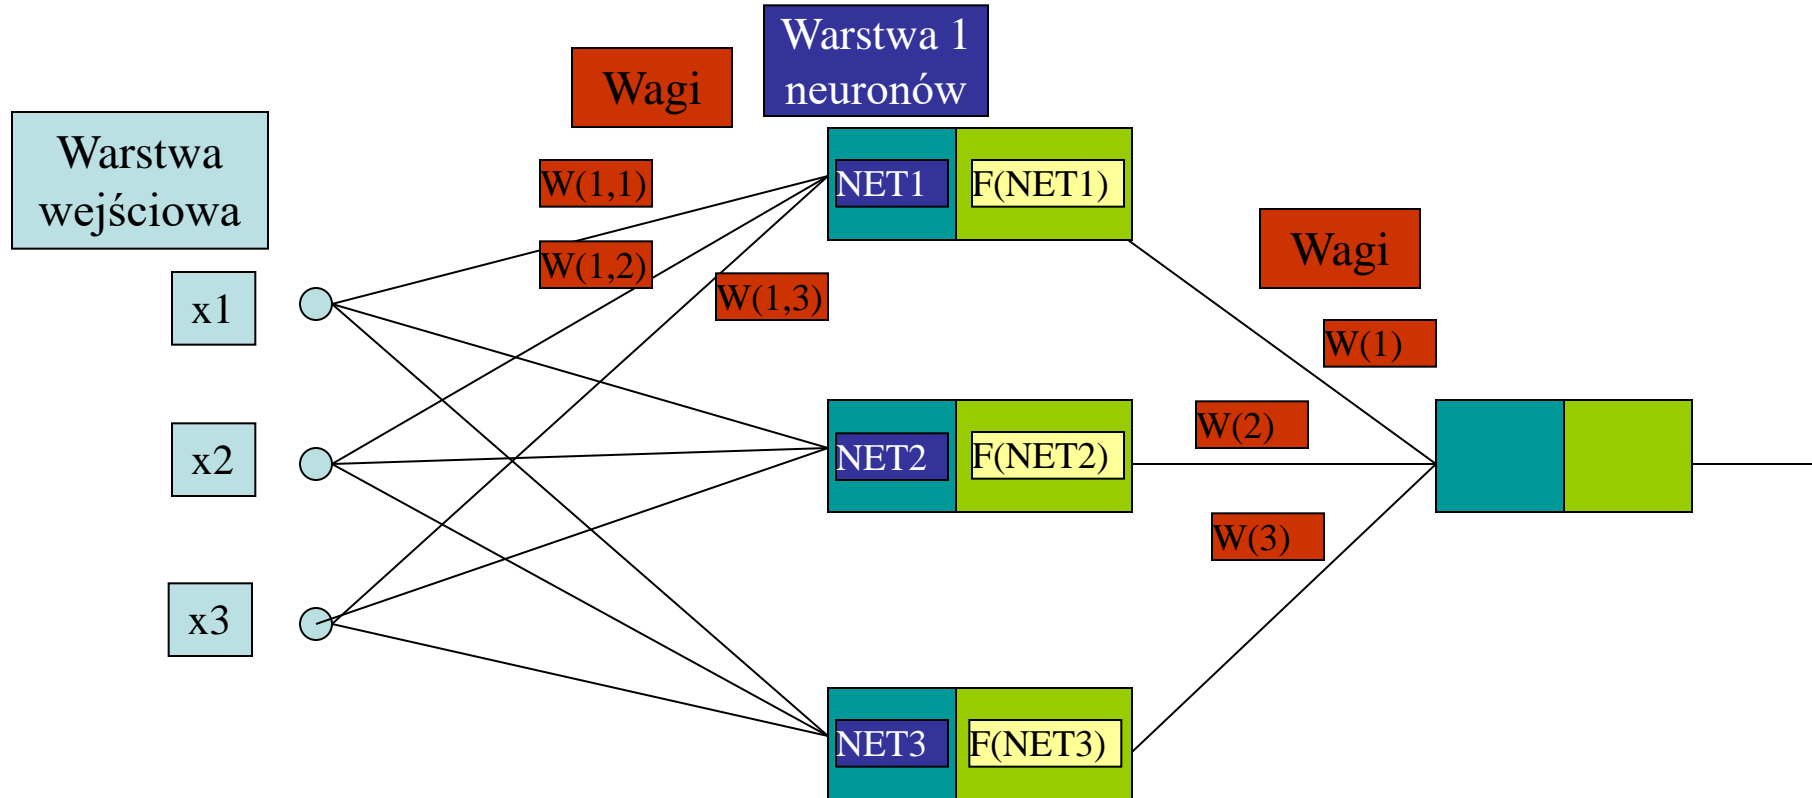 Warstwa 1
neuronów
Wagi
Warstwa
wejściowa
W(1,1)
NET1
F(NET1)
Wagi
W(1,2)
W(1,3)
x1
W(1)
W(2)
x2
NET2
F(NET2)
W(3)
x3
NET3
F(NET3)